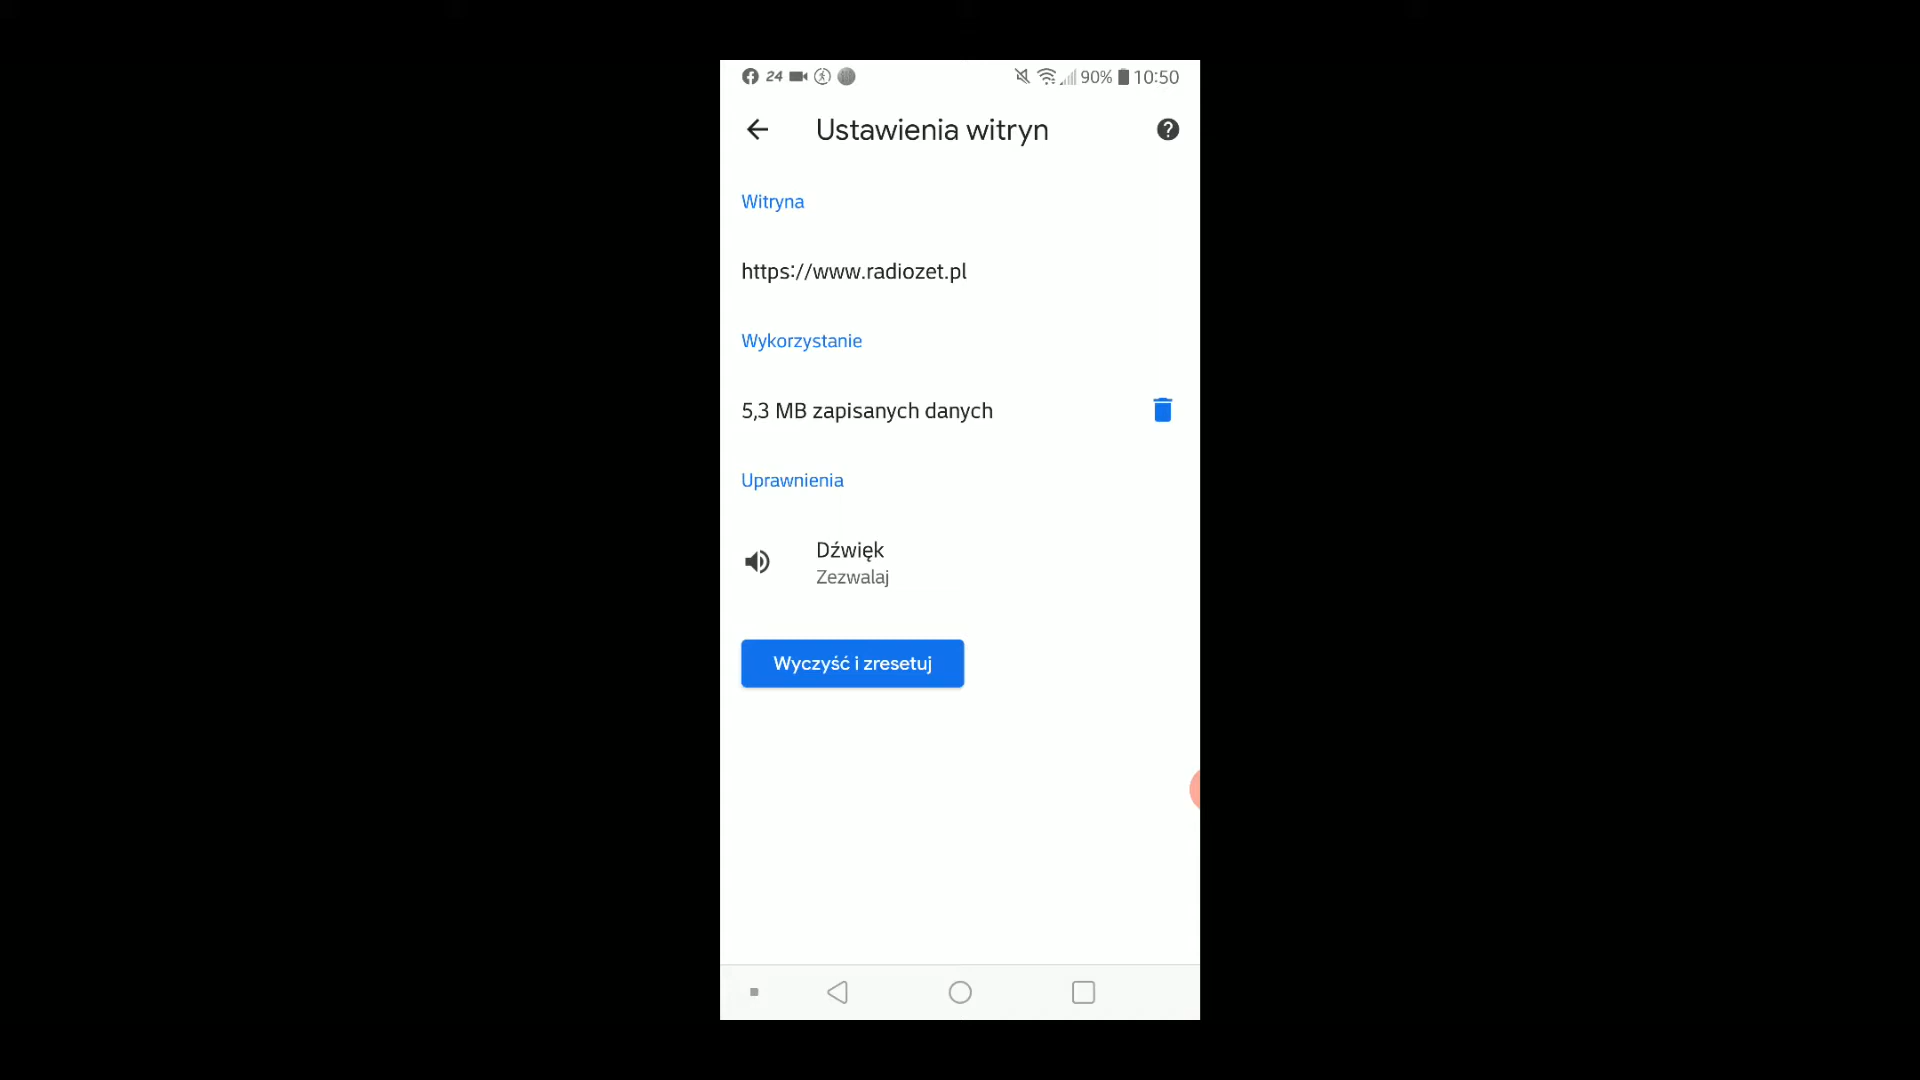 24 90% 10:50
Ustawienia witryn
Witryna
https://www.radiozet.pl
Wykorzystanie
5,3 MB zapisanych danych
Uprawnienia
Dźwięk
Zezwalaj
Wyczyść i zresetuj